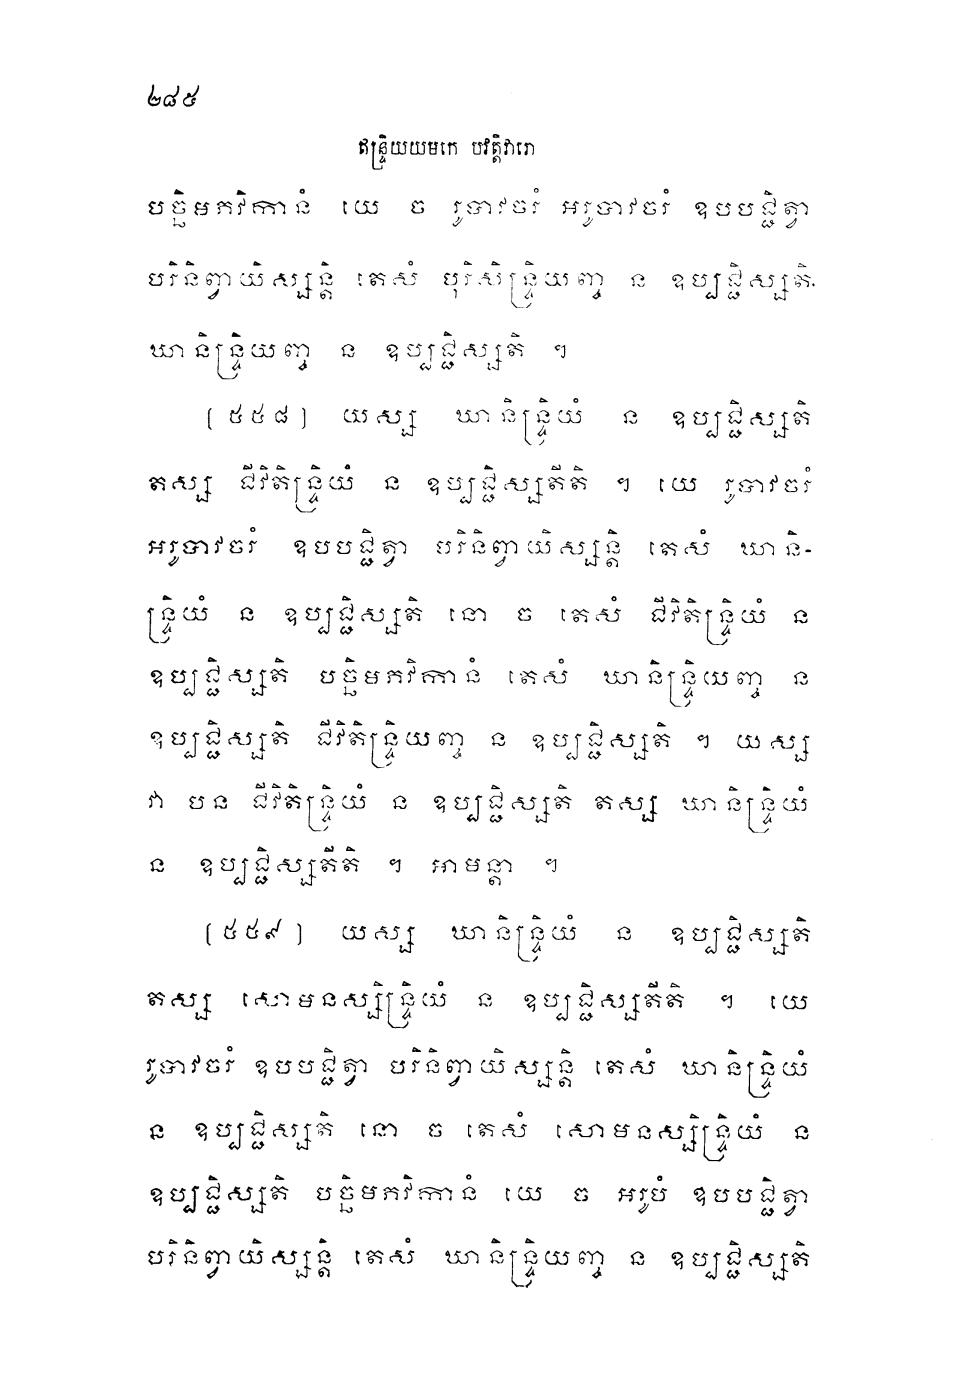 ២៨៥
ឥន្ទ្រិយយមកេ បវត្តិវារោ
បច្ឆិមភវិកានំ យេ ច រូបាវចរំ អរូបាវចរំ ឧបបជ្ជិត្វា
បរិនិព្វាយិស្សន្តិ តេសំ បុរិសិន្ទ្រិយញ្ច ន ឧប្បជ្ជិស្សតិ
ឃានិន្ទ្រិយញ្ច ន ឧប្បជ្ជិស្សតិ ។
(៥៥៨) យស្ស ឃានិន្ទ្រិយំ ន ឧប្បជ្ជិស្សតិ
តស្ស ជីវិតិន្ទ្រិយំ ន ឧប្បជ្ជិស្សតីតិ ។ យេ រូបាវចរំ
អរូបាវចរំ ឧបបជ្ជិត្វា បរិនិព្វាយិស្សន្តិ តេសំ ឃានិ-
ន្ទ្រិយំ ន ឧប្បជ្ជិស្សតិ នោ ច តេសំ ជីវិតិន្ទ្រិយំ ន
ឧប្បជ្ជិស្សតិ បច្ឆិមភវិកានំ តេសំ ឃានិន្ទ្រិយញ្ច ន
ឧប្បជ្ជិស្សតិ ជីវិតិន្ទ្រិយញ្ច ន ឧប្បជ្ជិស្សតិ ។ យស្ស
វា បន ជីវិតិន្ទ្រិយំ ន ឧប្បជ្ជិស្សតិ តស្ស ឃានិន្ទ្រិយំ
ន ឧប្បជ្ជិស្សតីតិ ។ អាមន្តា ។
(៥៥៩) យស្ស ឃានិន្ទ្រិយំ ន ឧប្បជ្ជិស្សតិ
តស្ស សោមនស្សិន្ទ្រិយំ ន ឧប្បជ្ជិស្សតីតិ ។ យេ
រូបាវចរំ ឧបបជ្ជិត្វា បរិនិព្វាយិស្សន្តិ តេសំ ឃានិន្ទ្រិយំ
ន ឧប្បជ្ជិស្សតិ នោ ច តេសំ សោមនស្សិន្ទ្រិយំ ន
ឧប្បជ្ជិស្សតិ បច្ឆិមភវិកានំ យេ ច អរូបំ ឧបបជ្ជិត្វា
បរិនិព្វាយិស្សន្តិ តេសំ ឃានិន្ទ្រិយញ្ច ន ឧប្បជ្ជិស្សតិ